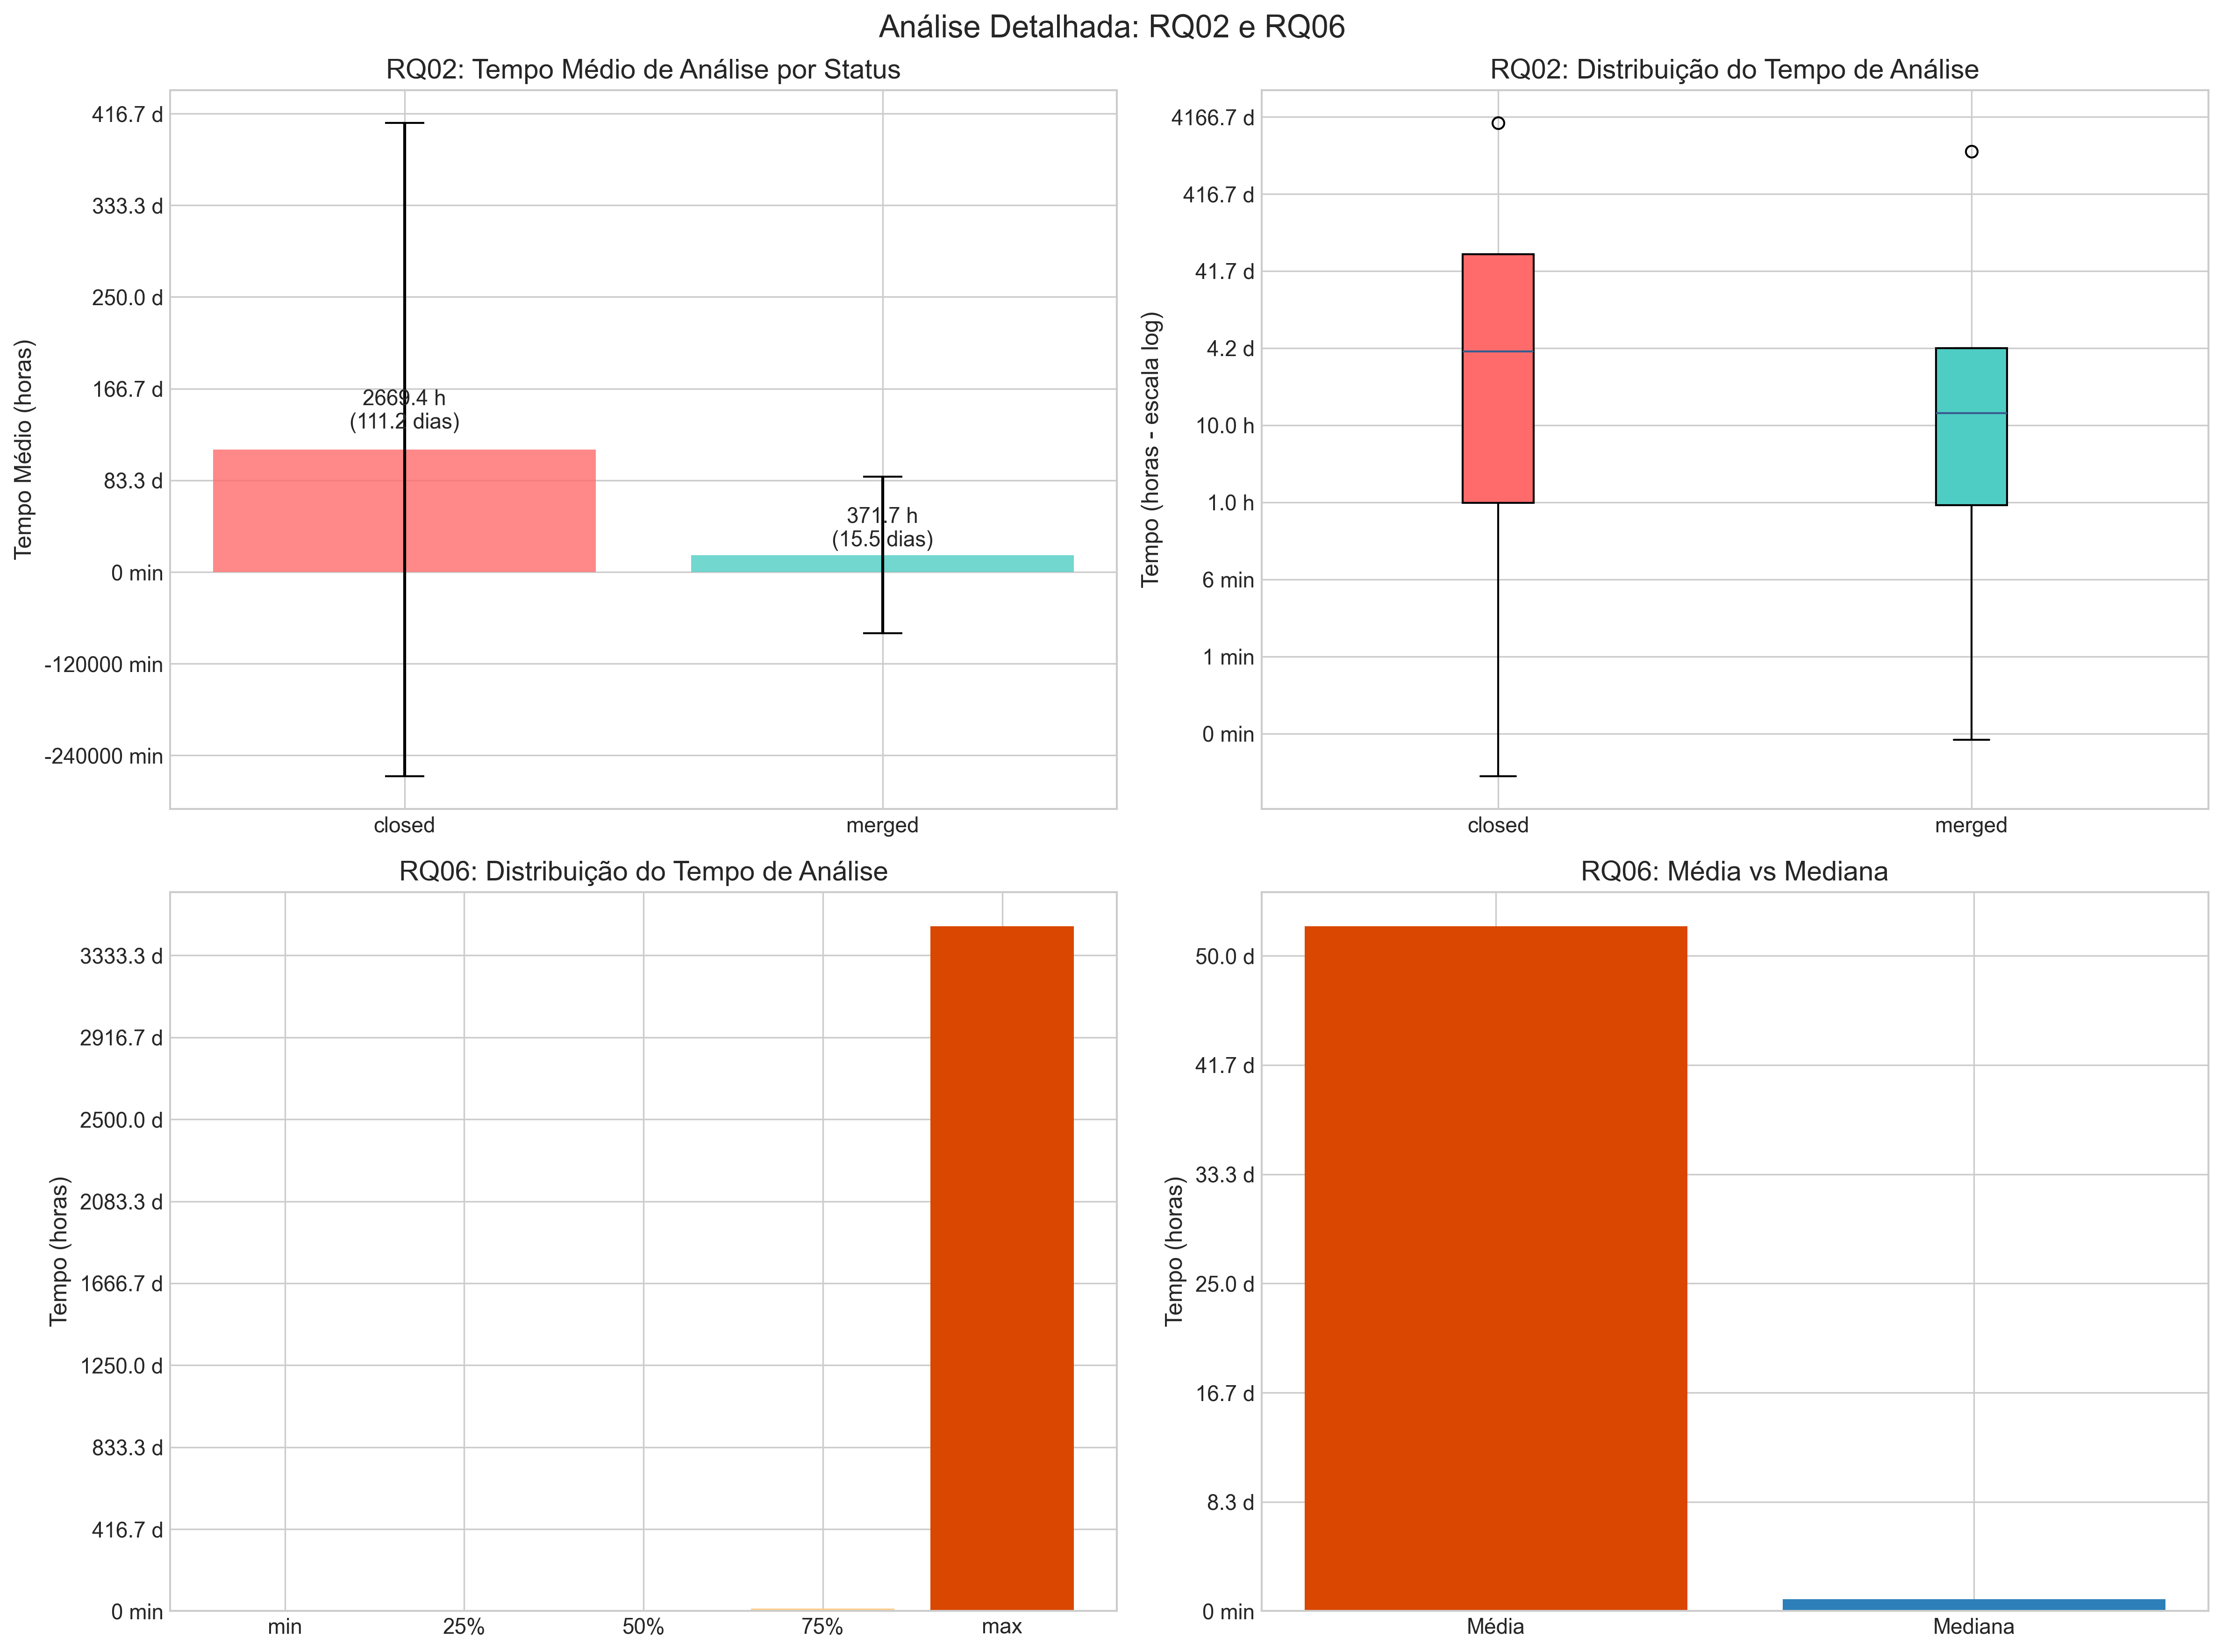 Análise Detalhada: RQ02 e RQ06
RQ02: Tempo Médio de Análise por Status
Tempo Médio (horas)
416.7 d
333.3 d
250.0 d
166.7 d
83.3 d
0 min
-120000 min
-240000 min
2669.4 h
(111.2 dias)
371.7 h
(15.5 dias)
closed
merged
RQ02: Distribuição do Tempo de Análise
Tempo (horas - escala log)
4166.7 d
416.7 d
41.7 d
4.2 d
10.0 h
1.0 h
6 min
1 min
0 min
closed
merged
RQ06: Distribuição do Tempo de Análise
Tempo (horas)
3333.3 d
2916.7 d
2500.0 d
2083.3 d
1666.7 d
1250.0 d
833.3 d
416.7 d
0 min
min
25%
50%
75%
max
RQ06: Média vs Mediana
Tempo (horas)
50.0 d
41.7 d
33.3 d
25.0 d
16.7 d
8.3 d
0 min
Média
Mediana